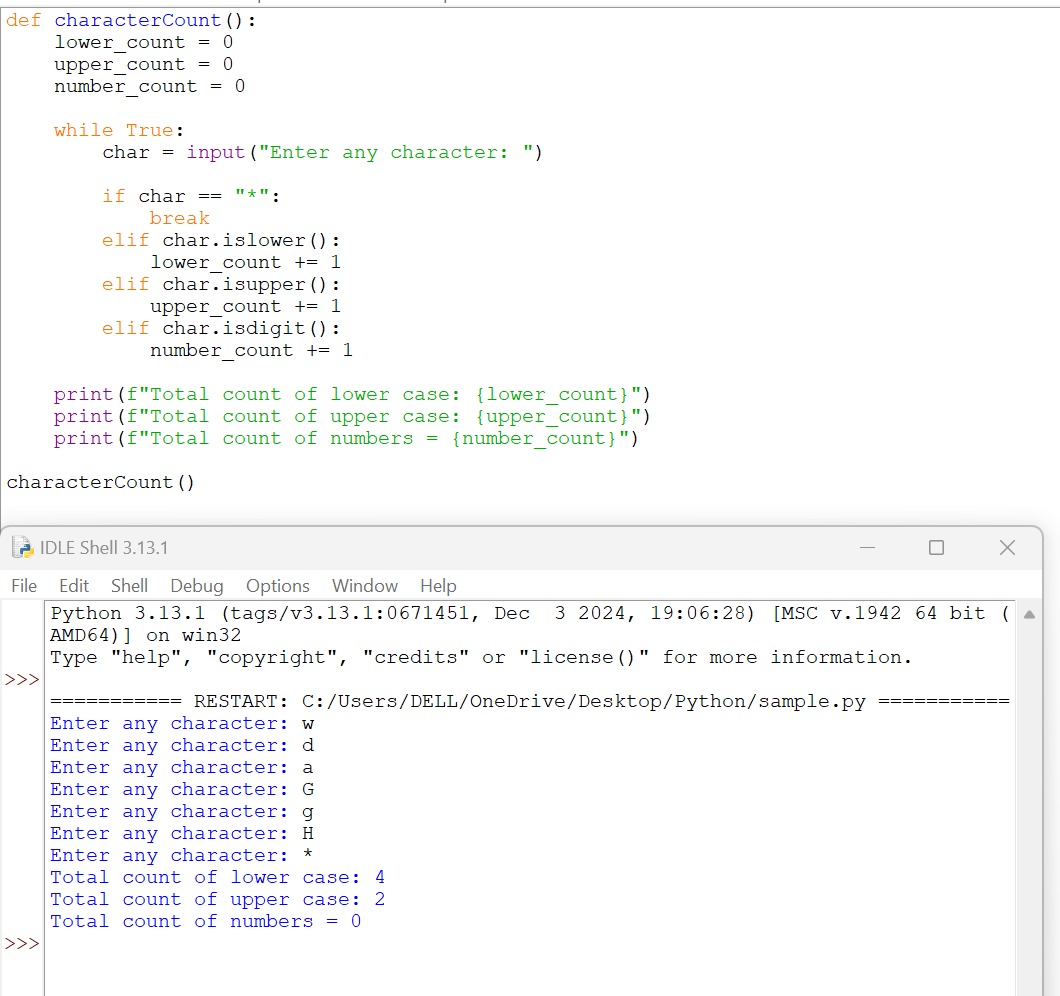 def characterCount():
    lower_count = 0
    upper_count = 0
    number_count = 0
    while True:
        char = input("Enter any character: ")
        if char == "*":
            break
        elif char.islower():
            lower_count += 1
        elif char.isupper():
            upper_count += 1
        elif char.isdigit():
            number_count += 1
    print(f"Total count of lower case: {lower_count}")
    print(f"Total count of upper case: {upper_count}")
    print(f"Total count of numbers = {number_count}")
characterCount()
IDLE Shell 3.13.1
File Edit Shell Debug Options Window Help
Python 3.13.1 (tags/v3.13.1:0671451, Dec  3 2024, 19:06:28) [MSC v.1942 64 bit (
AMD64)] on win32
Type "help", "copyright", "credits" or "license()" for more information.
>>>
=========== RESTART: C:/Users/DELL/OneDrive/Desktop/Python/sample.py ===========
Enter any character: w
Enter any character: d
Enter any character: a
Enter any character: G
Enter any character: g
Enter any character: H
Enter any character: *
Total count of lower case: 4
Total count of upper case: 2
Total count of numbers = 0
>>>